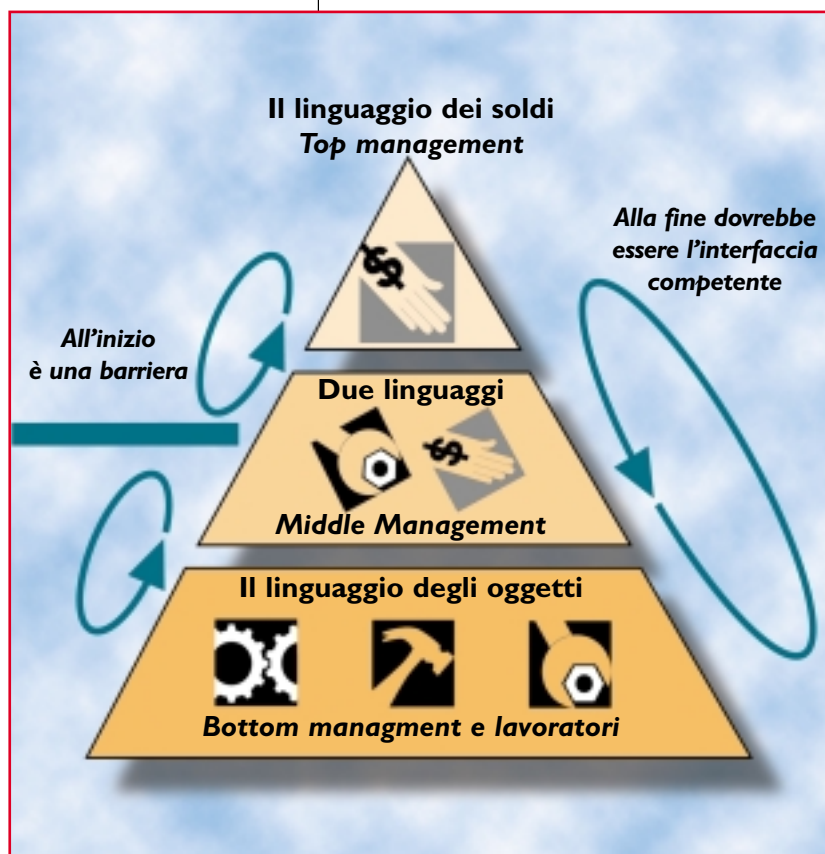 Il linguaggio dei soldi
Top management
Alla fine dovrebbe
essere l'interfaccia
competente
All'inizio
è una barriera
$
Due linguaggi
$
Middle Management
Il linguaggio degli oggetti
Bottom managment e lavoratori